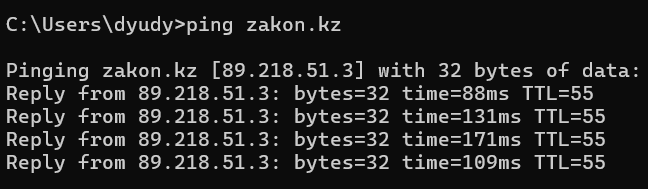 C:\Users\dyudy>ping zakon.kz
Pinging zakon.kz [89.218.51.3] with 32 bytes of data:
Reply from 89.218.51.3: bytes=32 time=88ms TTL=55
Reply from 89.218.51.3: bytes=32 time=131ms TTL=55
Reply from 89.218.51.3: bytes=32 time=171ms TTL=55
Reply from 89.218.51.3: bytes=32 time=109ms TTL=55